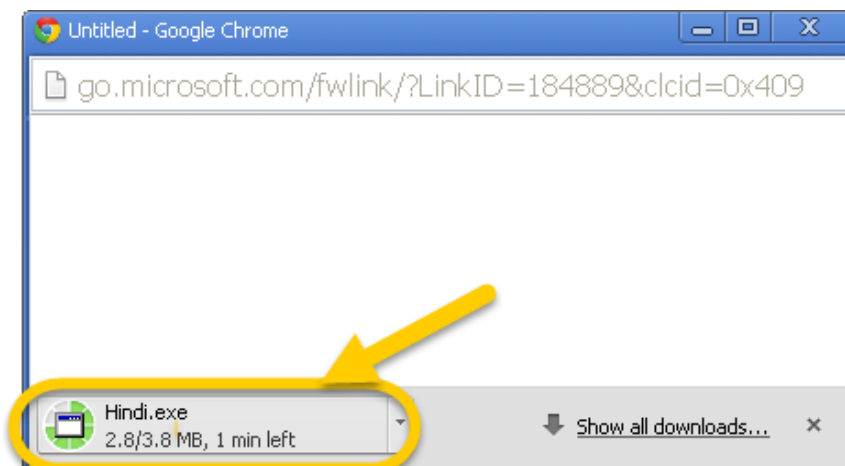 Untitled - Google Chrome
go.microsoft.com/fwlink/?LinkID=184889&clcid=0x409
Hindi.exe
2.8/3.8 MB, 1 min left
Show all downloads...